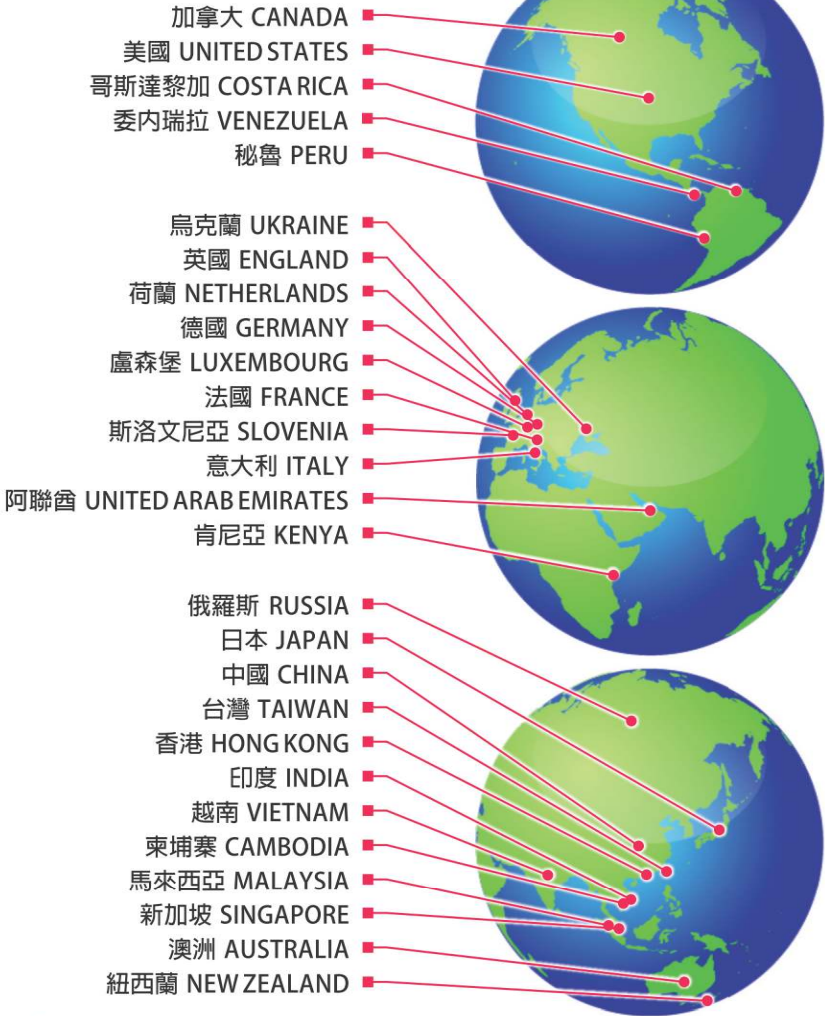 加拿大 CANADA
美國 UNITED STATES
哥斯達黎加 COSTA RICA
委內瑞拉 VENEZUELA
秘魯 PERU
烏克蘭 UKRAINE
英國 ENGLAND
荷蘭 NETHERLANDS
德國 GERMANY
盧森堡 LUXEMBOURG
法國 FRANCE
斯洛文尼亞 SLOVENIA
意大利 ITALY
阿聯酋 UNITED ARAB EMIRATES
肯尼亞 KENYA
俄羅斯 RUSSIA
日本 JAPAN
中國 CHINA
台灣 TAIWAN
香港 HONG KONG
印度 INDIA
越南 VIETNAM
柬埔寨 CAMBODIA
馬來西亞 MALAYSIA
新加坡 SINGAPORE
澳洲 AUSTRALIA
紐西蘭 NEW ZEALAND